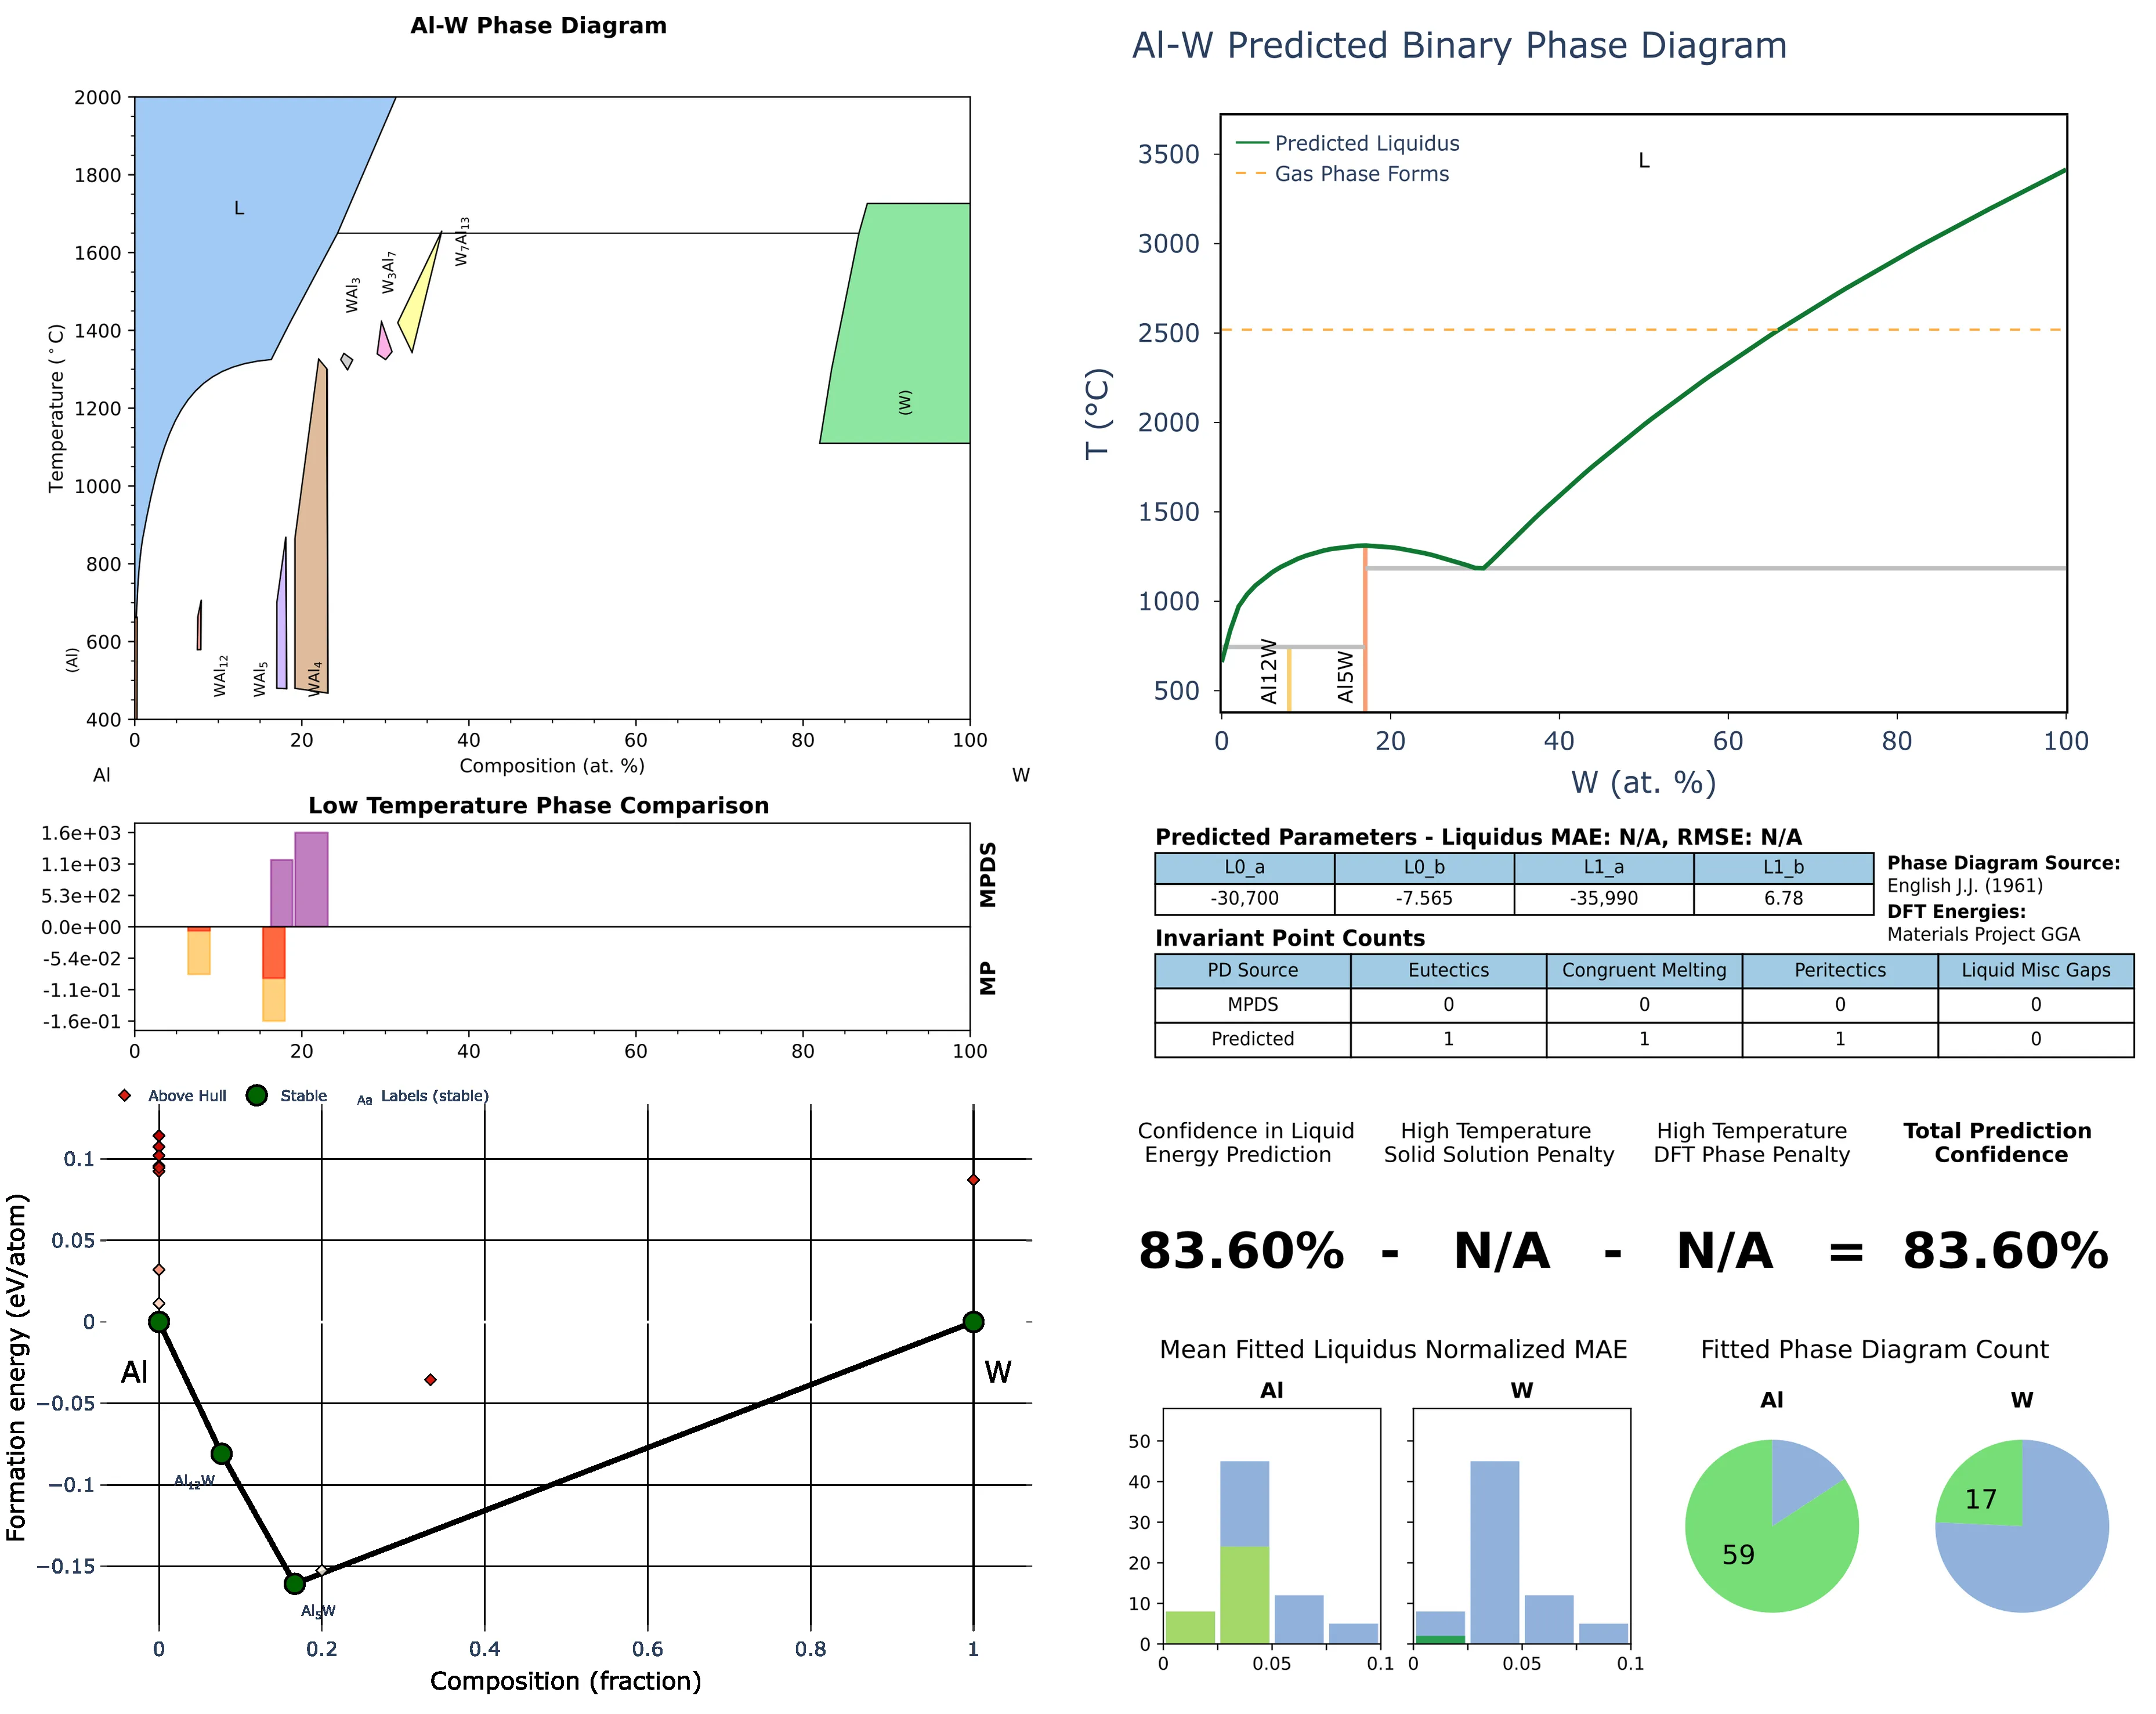 Al-W Phase Diagram
2000
1800
1600
1400
1200
1000
800
600
400
Temperature (°C)
L
W₇Al₁₃
W₃Al₇
WAl₃
(W)
(Al)
WAl₁₂
WAl₅
WAl₄
0 20 40 60 80 100
Composition (at. %)
Al
W
Low Temperature Phase Comparison
1.6e+03
1.1e+03
5.3e+02
0.0e+00
-5.4e-02
-1.1e-01
-1.6e-01
MPDS
MP
0 20 40 60 80 100
Above Hull Stable Aa Labels (stable)
0.1
0.05
0
−0.05
−0.1
−0.15
Formation energy (eV/atom)
Al
W
Al₁₂W
Al₅W
0 0.2 0.4 0.6 0.8 1
Composition (fraction)
Al-W Predicted Binary Phase Diagram
Predicted Liquidus
Gas Phase Forms
L
3500
3000
2500
2000
1500
1000
500
T (°C)
Al12W
Al5W
0 20 40 60 80 100
W (at. %)
Predicted Parameters - Liquidus MAE: N/A, RMSE: N/A
L0_a L0_b L1_a L1_b
-30,700 -7.565 -35,990 6.78
Phase Diagram Source:
English J.J. (1961)
DFT Energies:
Materials Project GGA
Invariant Point Counts
PD Source Eutectics Congruent Melting Peritectics Liquid Misc Gaps
MPDS 0 0 0 0
Predicted 1 1 1 0
Confidence in Liquid
Energy Prediction
High Temperature
Solid Solution Penalty
High Temperature
DFT Phase Penalty
Total Prediction
Confidence
83.60% - N/A - N/A = 83.60%
Mean Fitted Liquidus Normalized MAE
Al
W
50
40
30
20
10
0
0 0.05 0.1
0 0.05 0.1
Fitted Phase Diagram Count
Al
W
59
17